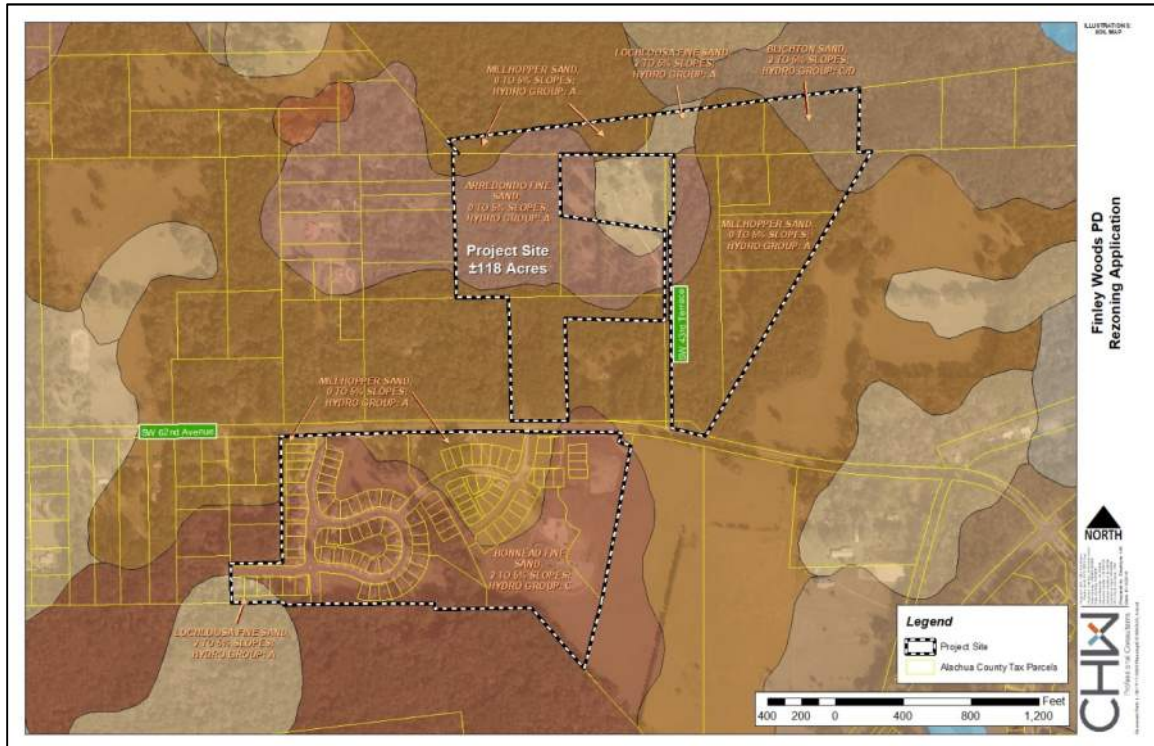 ILLUSTRATIONS:
SOIL MAP
LOCHLOOSA FINE SAND,
2 TO 5% SLOPES;
HYDRO GROUP: A
BLICHTON SAND,
2 TO 5% SLOPES,
HYDRO GROUP: C/D
MILLHOPPER SAND,
0 TO 5% SLOPES;
HYDRO GROUP: A
ARREDONDO FINE
SAND,
0 TO 5% SLOPES;
HYDRO GROUP: A
Project Site
±118 Acres
MILLHOPPER SAND,
0 TO 5% SLOPES;
HYDRO GROUP: A
SW 43rd Terrace
MILLHOPPER SAND,
0 TO 5% SLOPES;
HYDRO GROUP: A
SW 62nd Avenue
BONNEAU FINE
SAND,
2 TO 5% SLOPES;
HYDRO GROUP: C
LOCHLOOSA FINE SAND,
2 TO 5% SLOPES;
HYDRO GROUP: A
Finley Woods PD
Rezoning Application
NORTH
CHW
Professional Consultants
Legend
Project Site
Alachua County Tax Parcels
Feet
400 200 0 400 800 1,200